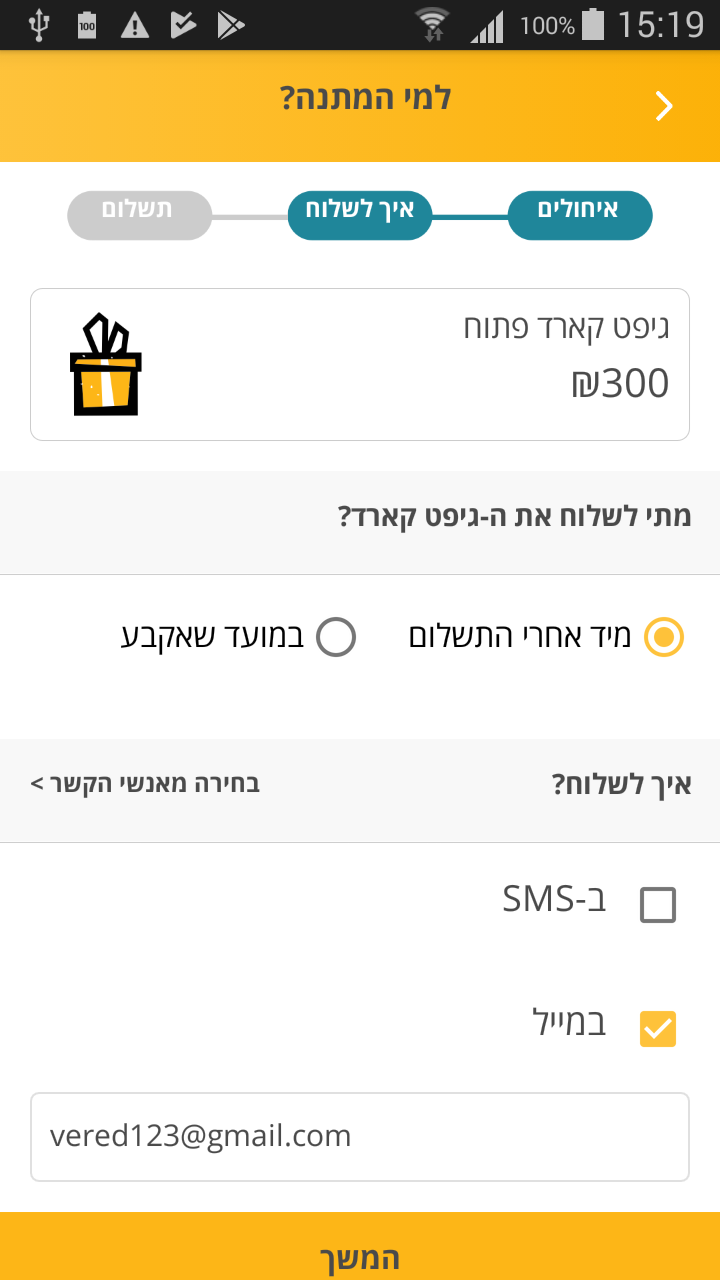 100
100%
15:19
למי המתנה?
איחולים
איך לשלוח
תשלום
גיפט קארד פתוח
₪300
מתי לשלוח את ה-גיפט קארד?
מיד אחרי התשלום
במועד שאקבע
איך לשלוח?
בחירה מאנשי הקשר >
ב-SMS
במייל
vered123@gmail.com
המשך